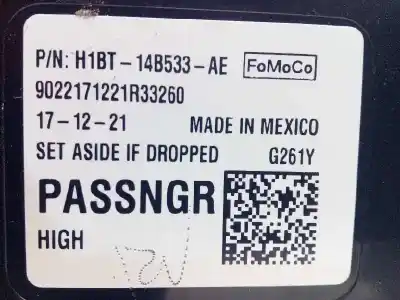 P/N: H1BT-14B533-AE FoMoCo
9022171221R33260
17-12-21 MADE IN MEXICO
SET ASIDE IF DROPPED G261Y
PASSNGR
HIGH